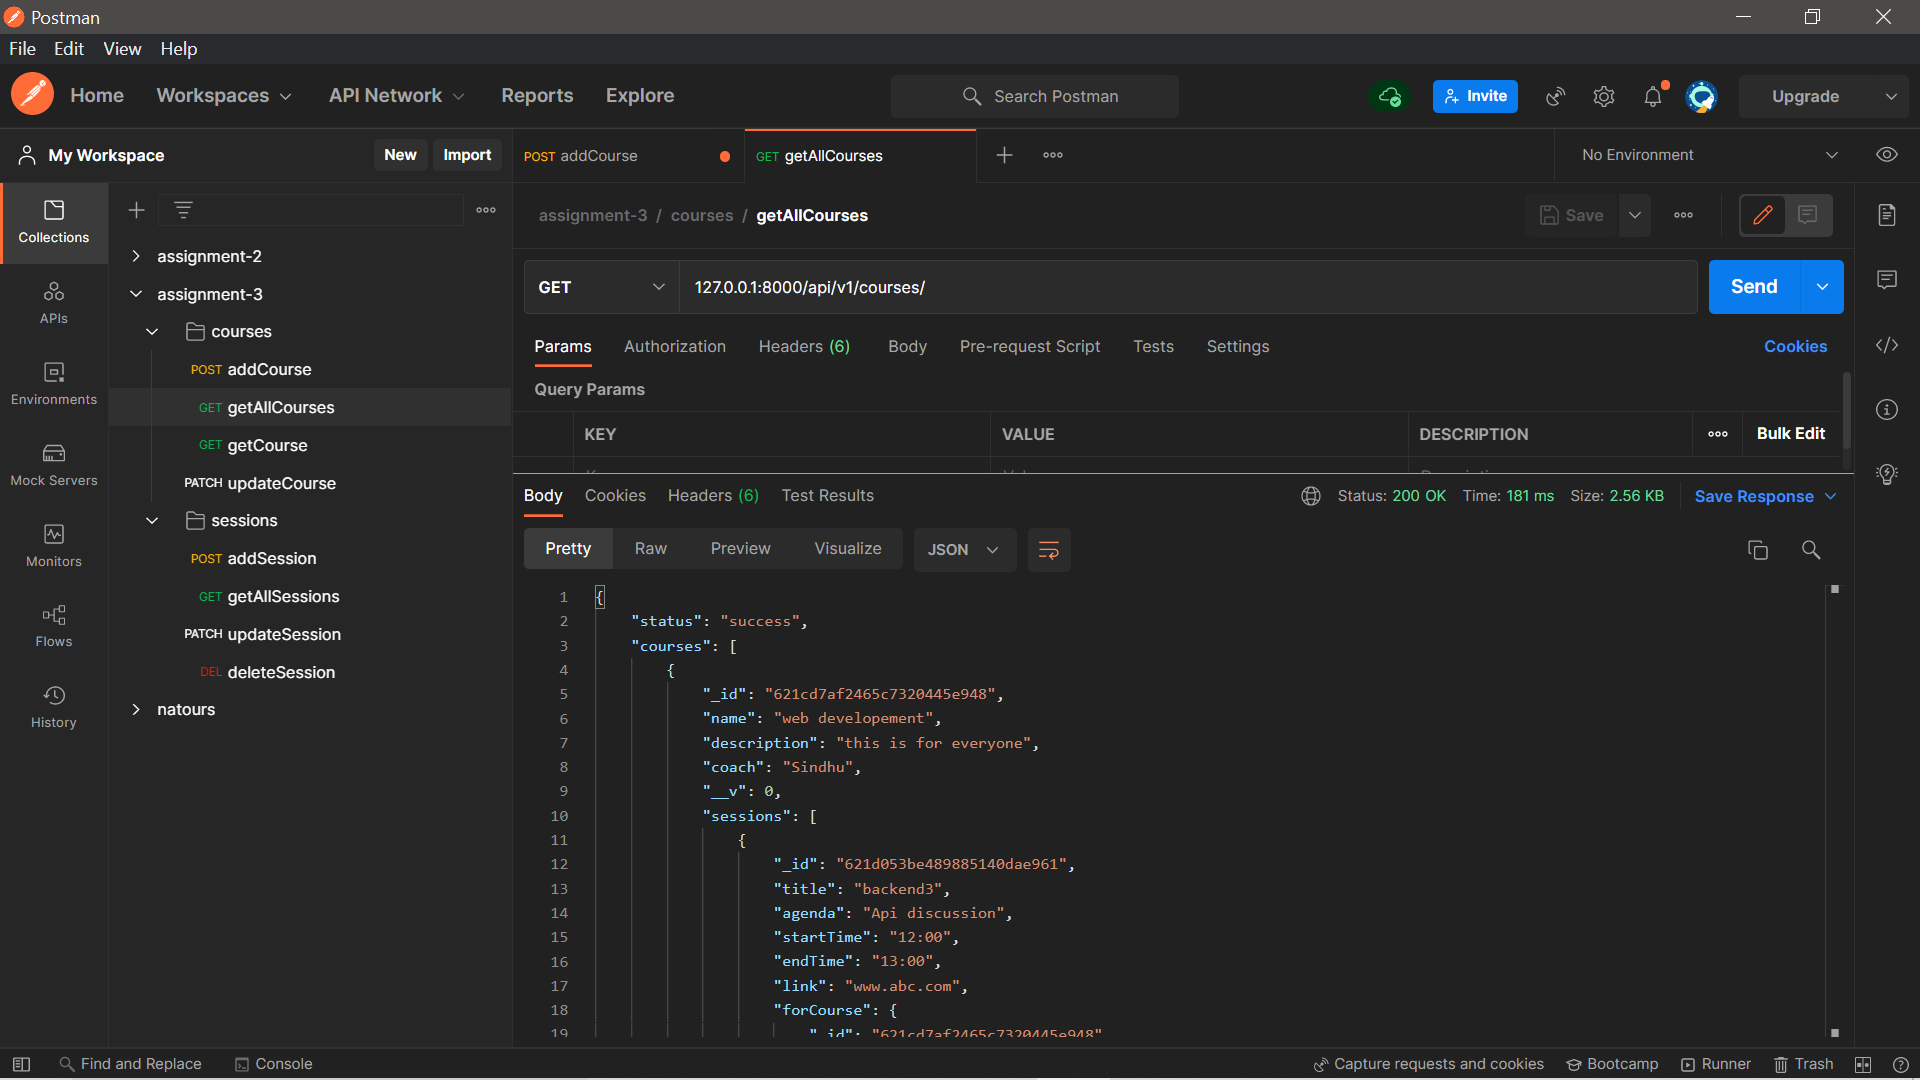 Postman
File Edit View Help
Home Workspaces API Network Reports Explore Search Postman Invite Upgrade
My Workspace New Import POST addCourse GET getAllCourses No Environment
Collections
APIs
Environments
Mock Servers
Monitors
Flows
History
assignment-2
assignment-3
courses
POST addCourse
GET getAllCourses
GET getCourse
PATCH updateCourse
sessions
POST addSession
GET getAllSessions
PATCH updateSession
DEL deleteSession
natours
assignment-3 / courses / getAllCourses Save
GET 127.0.0.1:8000/api/v1/courses/ Send
Params Authorization Headers (6) Body Pre-request Script Tests Settings Cookies
Query Params
KEY VALUE DESCRIPTION Bulk Edit
Body Cookies Headers (6) Test Results Status: 200 OK Time: 181 ms Size: 2.56 KB Save Response
Pretty Raw Preview Visualize JSON
1 {
2 "status": "success",
3 "courses": [
4 {
5 "_id": "621cd7af2465c7320445e948",
6 "name": "web developement",
7 "description": "this is for everyone",
8 "coach": "Sindhu",
9 "__v": 0,
10 "sessions": [
11 {
12 "_id": "621d053be489885140dae961",
13 "title": "backend3",
14 "agenda": "Api discussion",
15 "startTime": "12:00",
16 "endTime": "13:00",
17 "link": "www.abc.com",
18 "forCourse": {
19 "_id": "621cd7af2465c7320445e948"
Find and Replace Console Capture requests and cookies Bootcamp Runner Trash